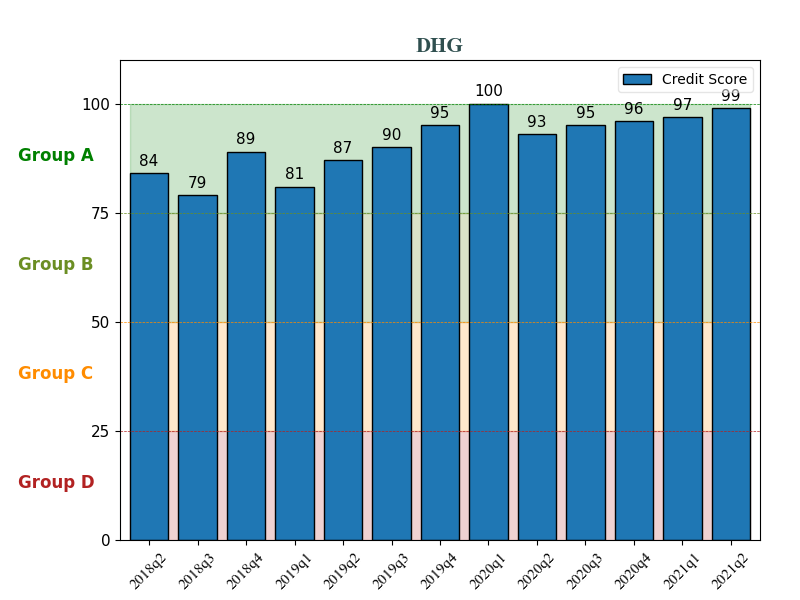 DHG
Credit Score
100
99
97
96
95
93
100
95
90
87
81
89
79
84
100
75
50
25
0
Group A
Group B
Group C
Group D
2018q2
2018q3
2018q4
2019q1
2019q2
2019q3
2019q4
2020q1
2020q2
2020q3
2020q4
2021q1
2021q2